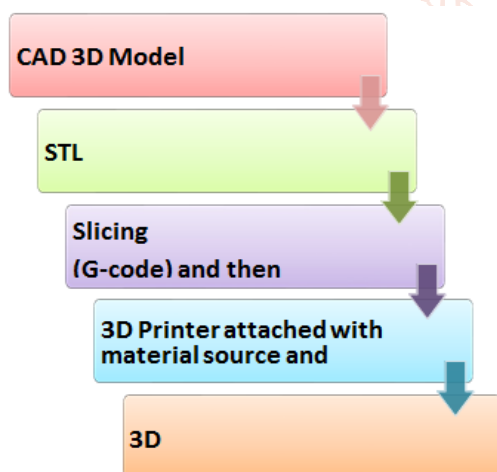 CAD 3D Model
STL
Slicing
(G-code) and then
3D Printer attached with
material source and
3D